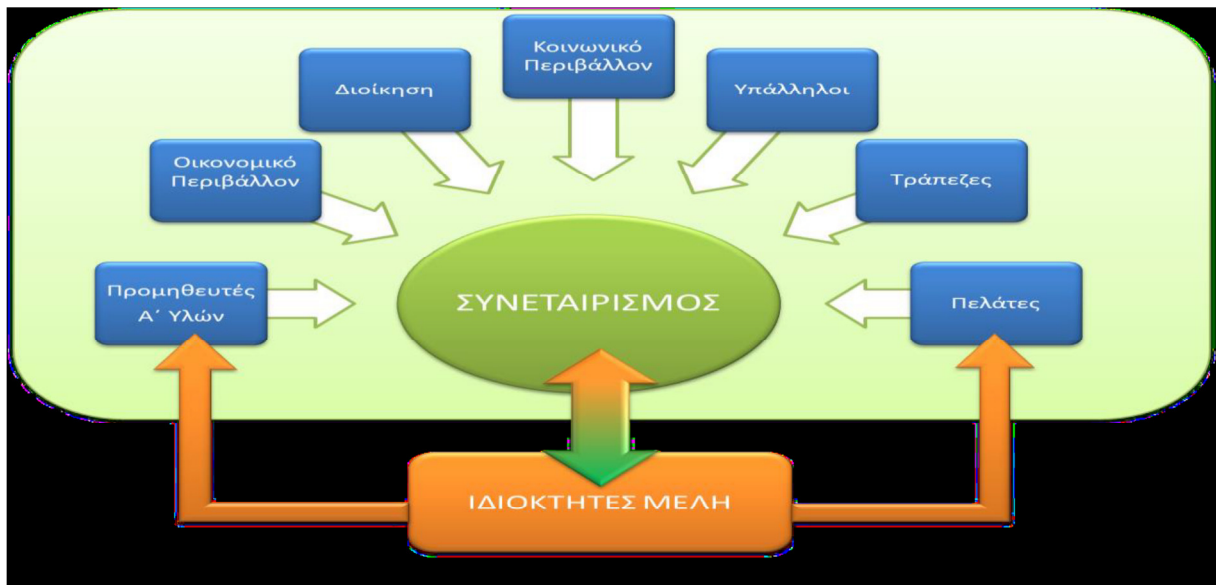 Κοινωνικό
Περιβάλλον
Διοίκηση
Υπάλληλοι
Οικονομικό
Περιβάλλον
Τράπεζες
Προμηθευτές
Α΄ Υλών
ΣΥΝΕΤΑΙΡΙΣΜΟΣ
Πελάτες
ΙΔΙΟΚΤΗΤΕΣ ΜΕΛΗ